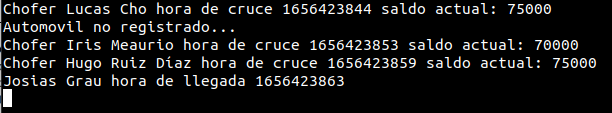 Chofer Lucas Cho hora de cruce 1656423844 saldo actual: 75000
Automovil no registrado...
Chofer Iris Meaurio hora de cruce 1656423853 saldo actual: 70000
Chofer Hugo Ruiz Díaz hora de cruce 1656423859 saldo actual: 75000
Josias Grau hora de llegada 1656423863